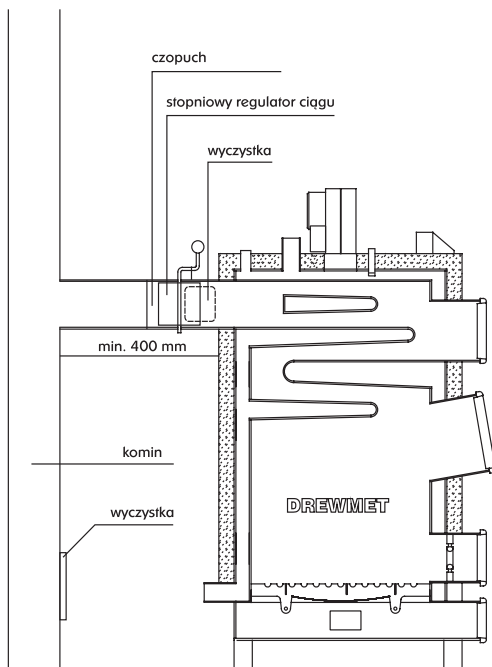 czopuch
stopniowy regulator ciągu
wyczystka
min. 400 mm
komin
DREWMET
wyczystka